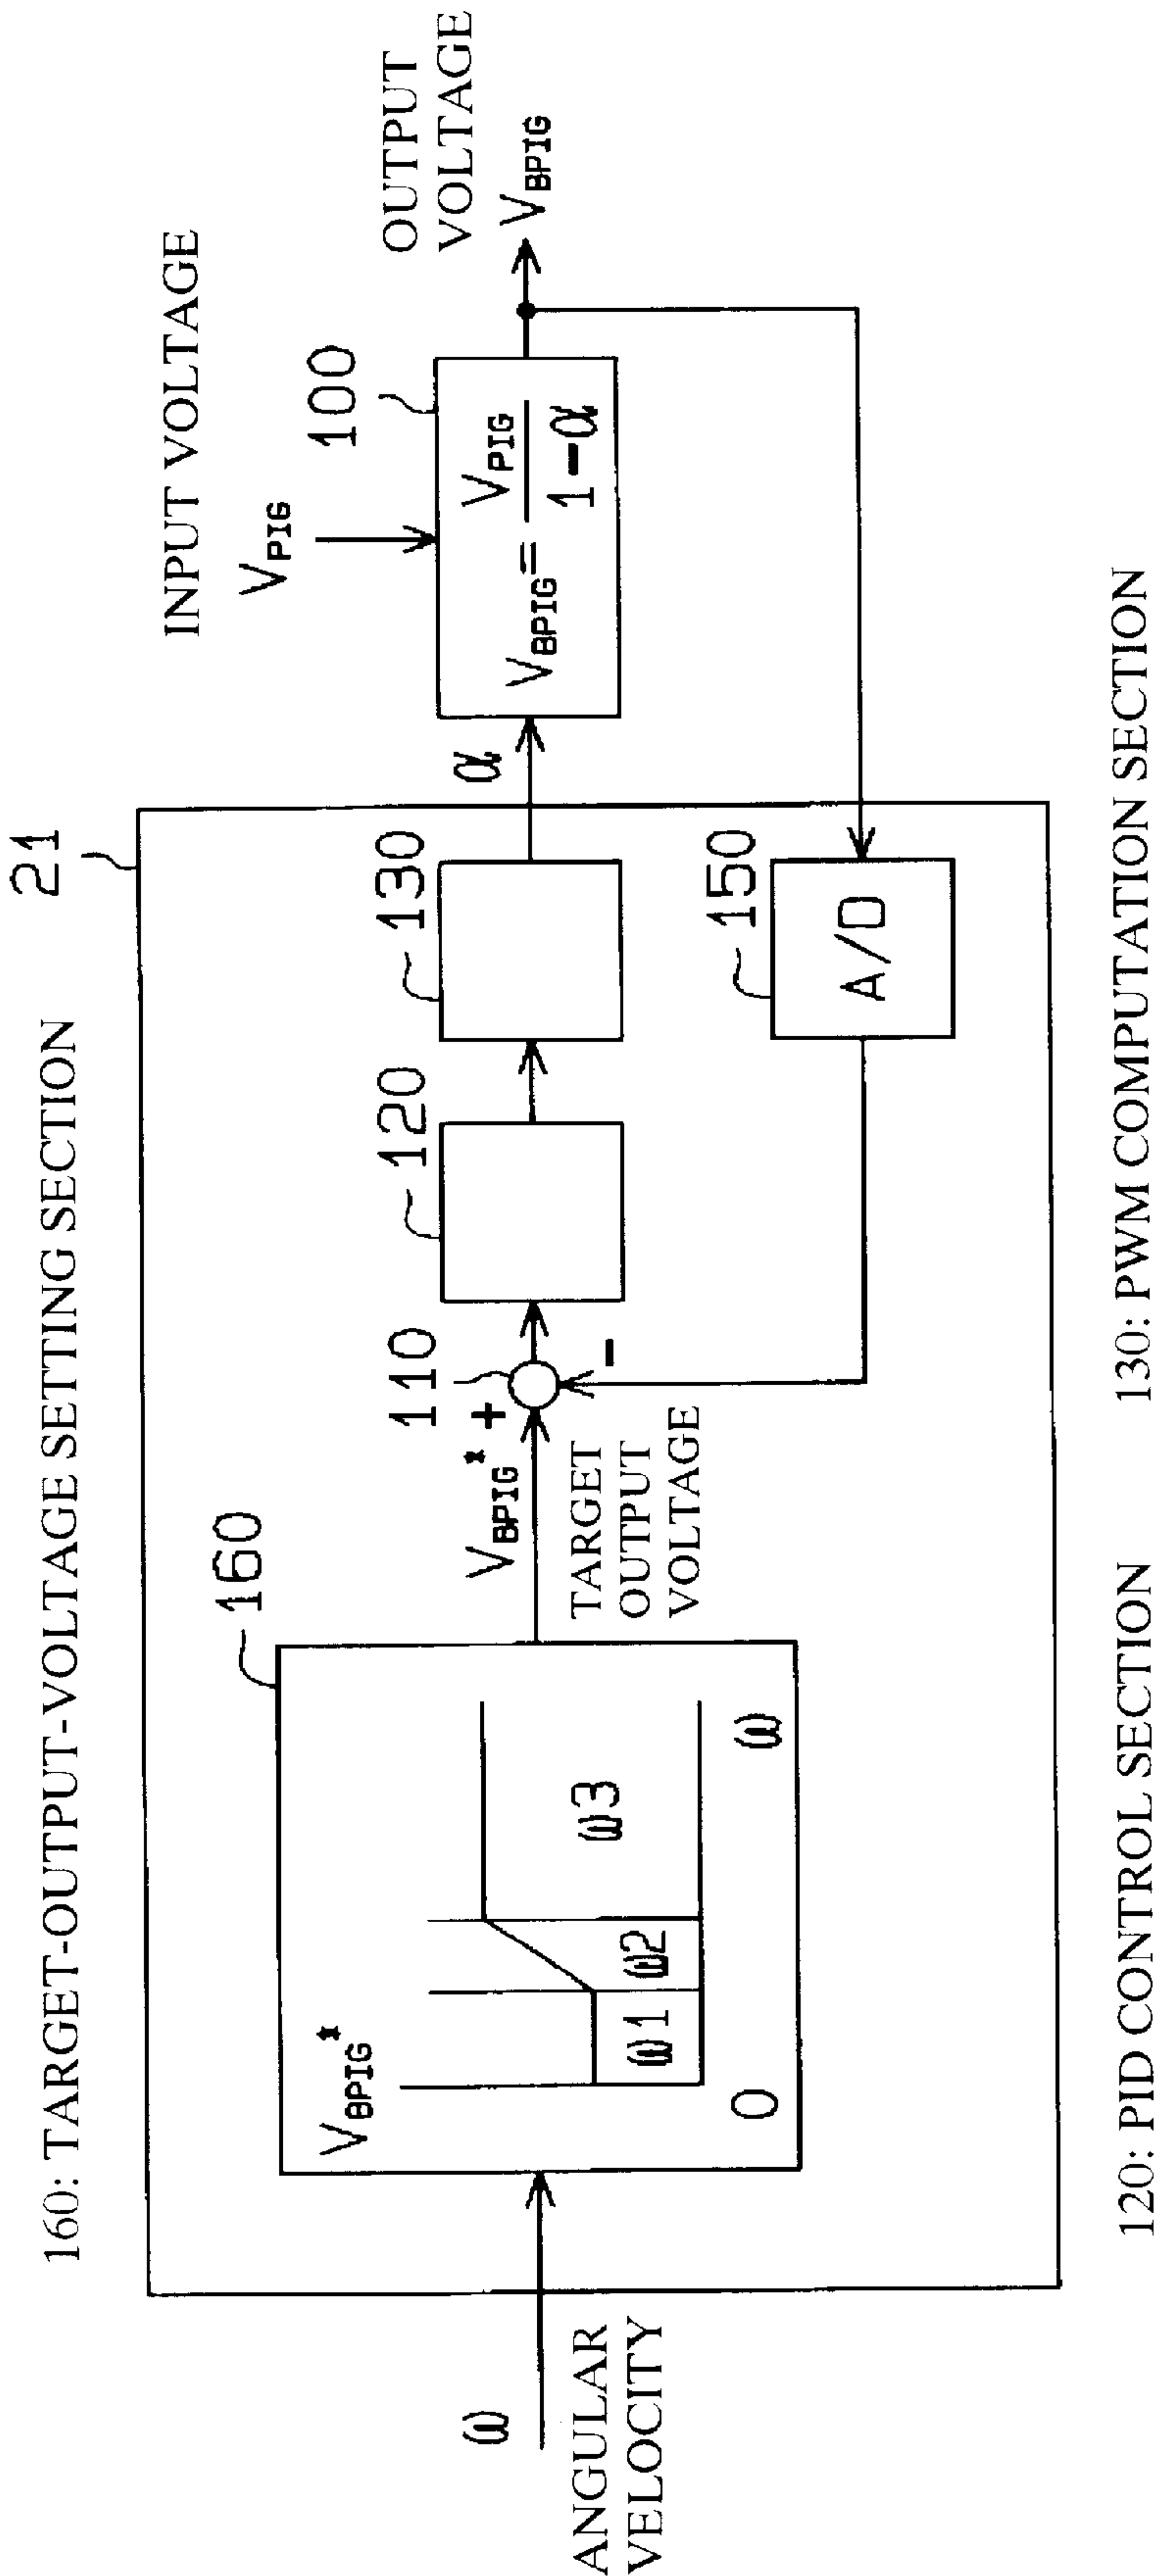 160: TARGET-OUTPUT-VOLTAGE SETTING SECTION
21
INPUT VOLTAGE
V_PIG
OUTPUT
VOLTAGE
V_BPIG
160
V_BPIG*
ω1
ω2
ω3
0
ω
ω
ANGULAR
VELOCITY
V_BPIG*
+
-
TARGET
OUTPUT
VOLTAGE
110
120
130
α
100
V_BPIG = V_PIG / 1-α
150
A/D
120: PID CONTROL SECTION
130: PWM COMPUTATION SECTION